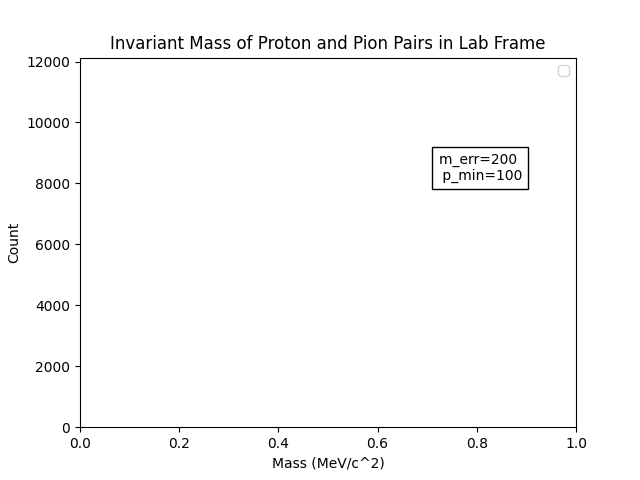 Invariant Mass of Proton and Pion Pairs in Lab Frame
12000
10000
8000
6000
4000
2000
0
Count
m_err=200
p_min=100
0.0 0.2 0.4 0.6 0.8 1.0
Mass (MeV/c^2)